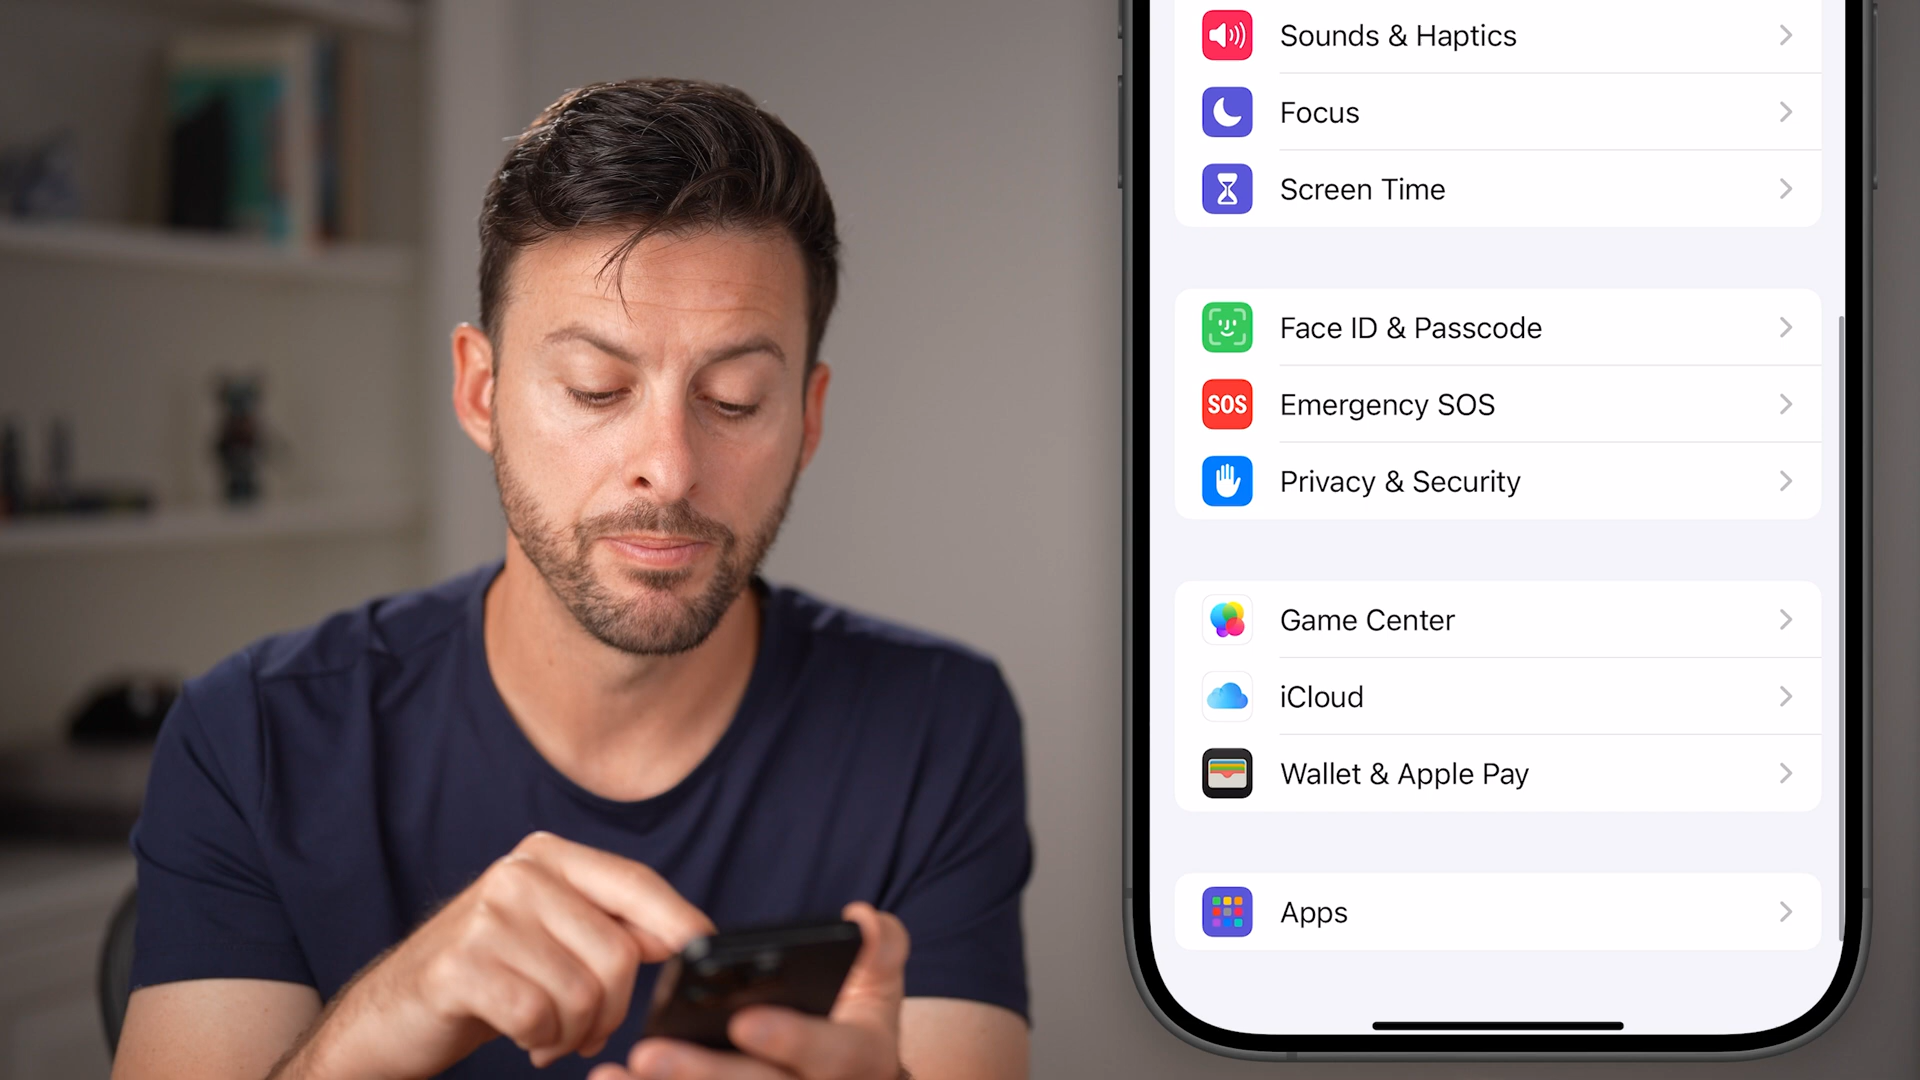 Sounds & Haptics
Focus
Screen Time
Face ID & Passcode
SOS
Emergency SOS
Privacy & Security
Game Center
iCloud
Wallet & Apple Pay
Apps